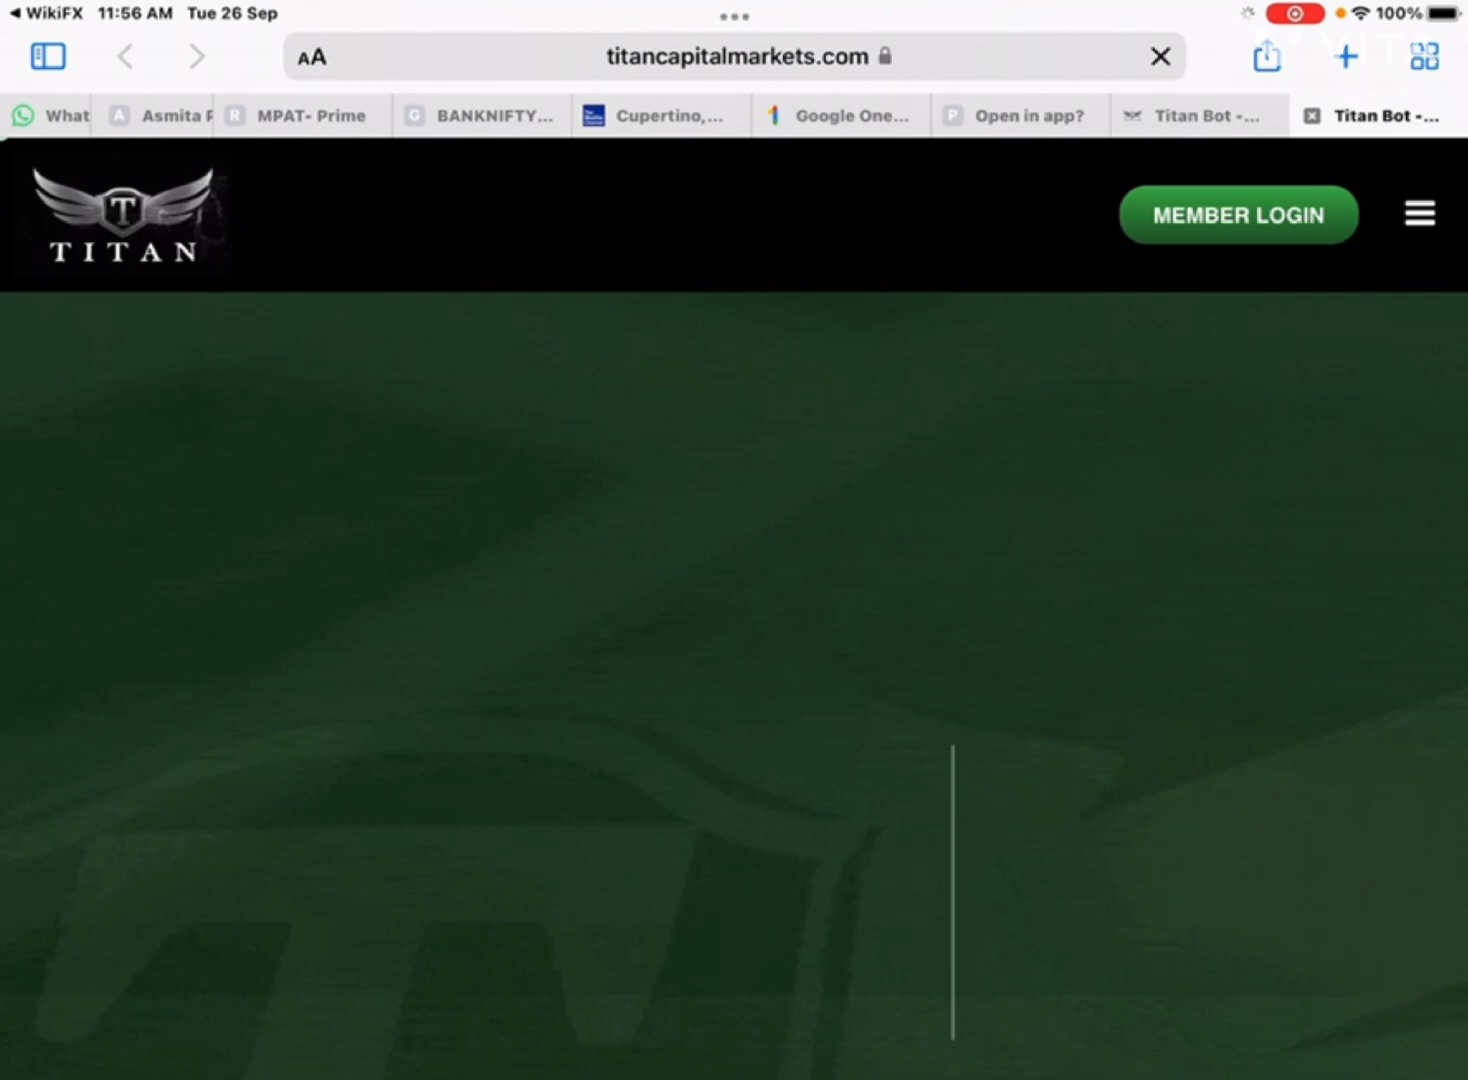 WikiFX 11:56 AM Tue 26 Sep
100%
AA
titancapitalmarkets.com
What
Asmita
MPAT- Prime
BANKNIFTY...
Cupertino,...
Google One...
Open in app?
Titan Bot -...
Titan Bot -...
T
TITAN
MEMBER LOGIN